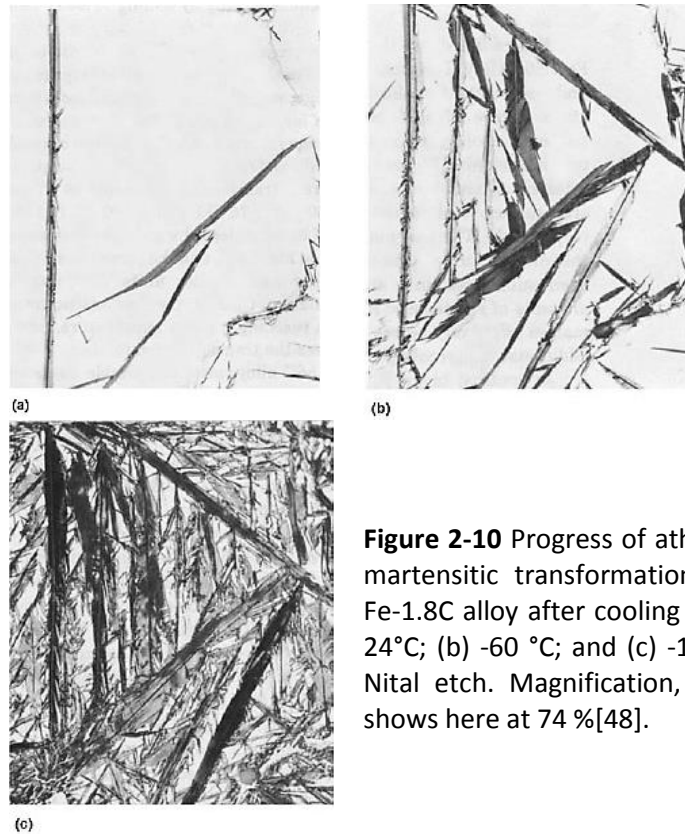 (a)
(b)
(c)
Figure 2-10 Progress of ath
martensitic transformation
Fe-1.8C alloy after cooling
24°C; (b) -60 °C; and (c) -1
Nital etch. Magnification,
shows here at 74 %[48].